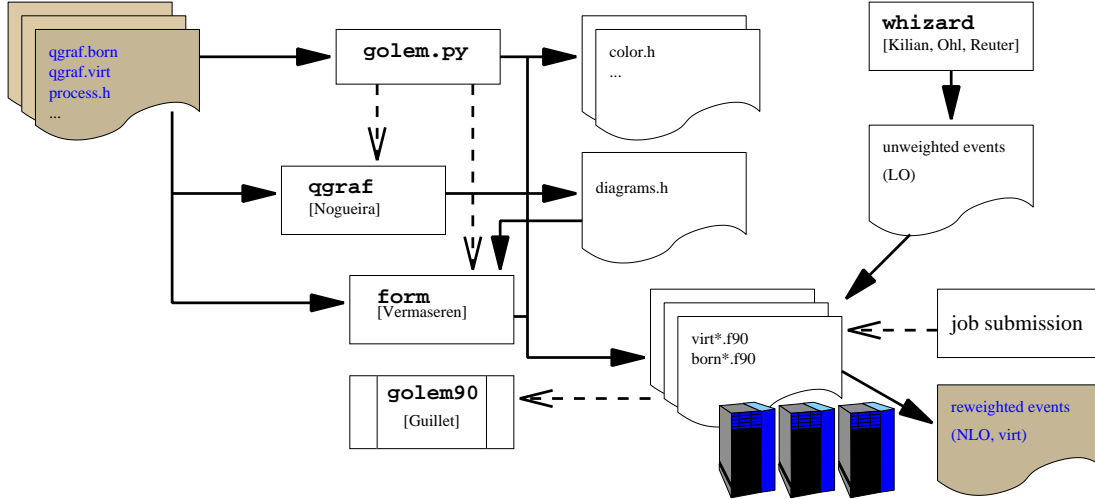 qgraf.born
qgraf.virt
process.h
...
golem.py
color.h
...
whizard
[Kilian, Ohl, Reuter]
unweighted events
(LO)
qgraf
[Nogueira]
diagrams.h
form
[Vermaseren]
virt*.f90
born*.f90
job submission
golem90
[Guillet]
reweighted events
(NLO, virt)